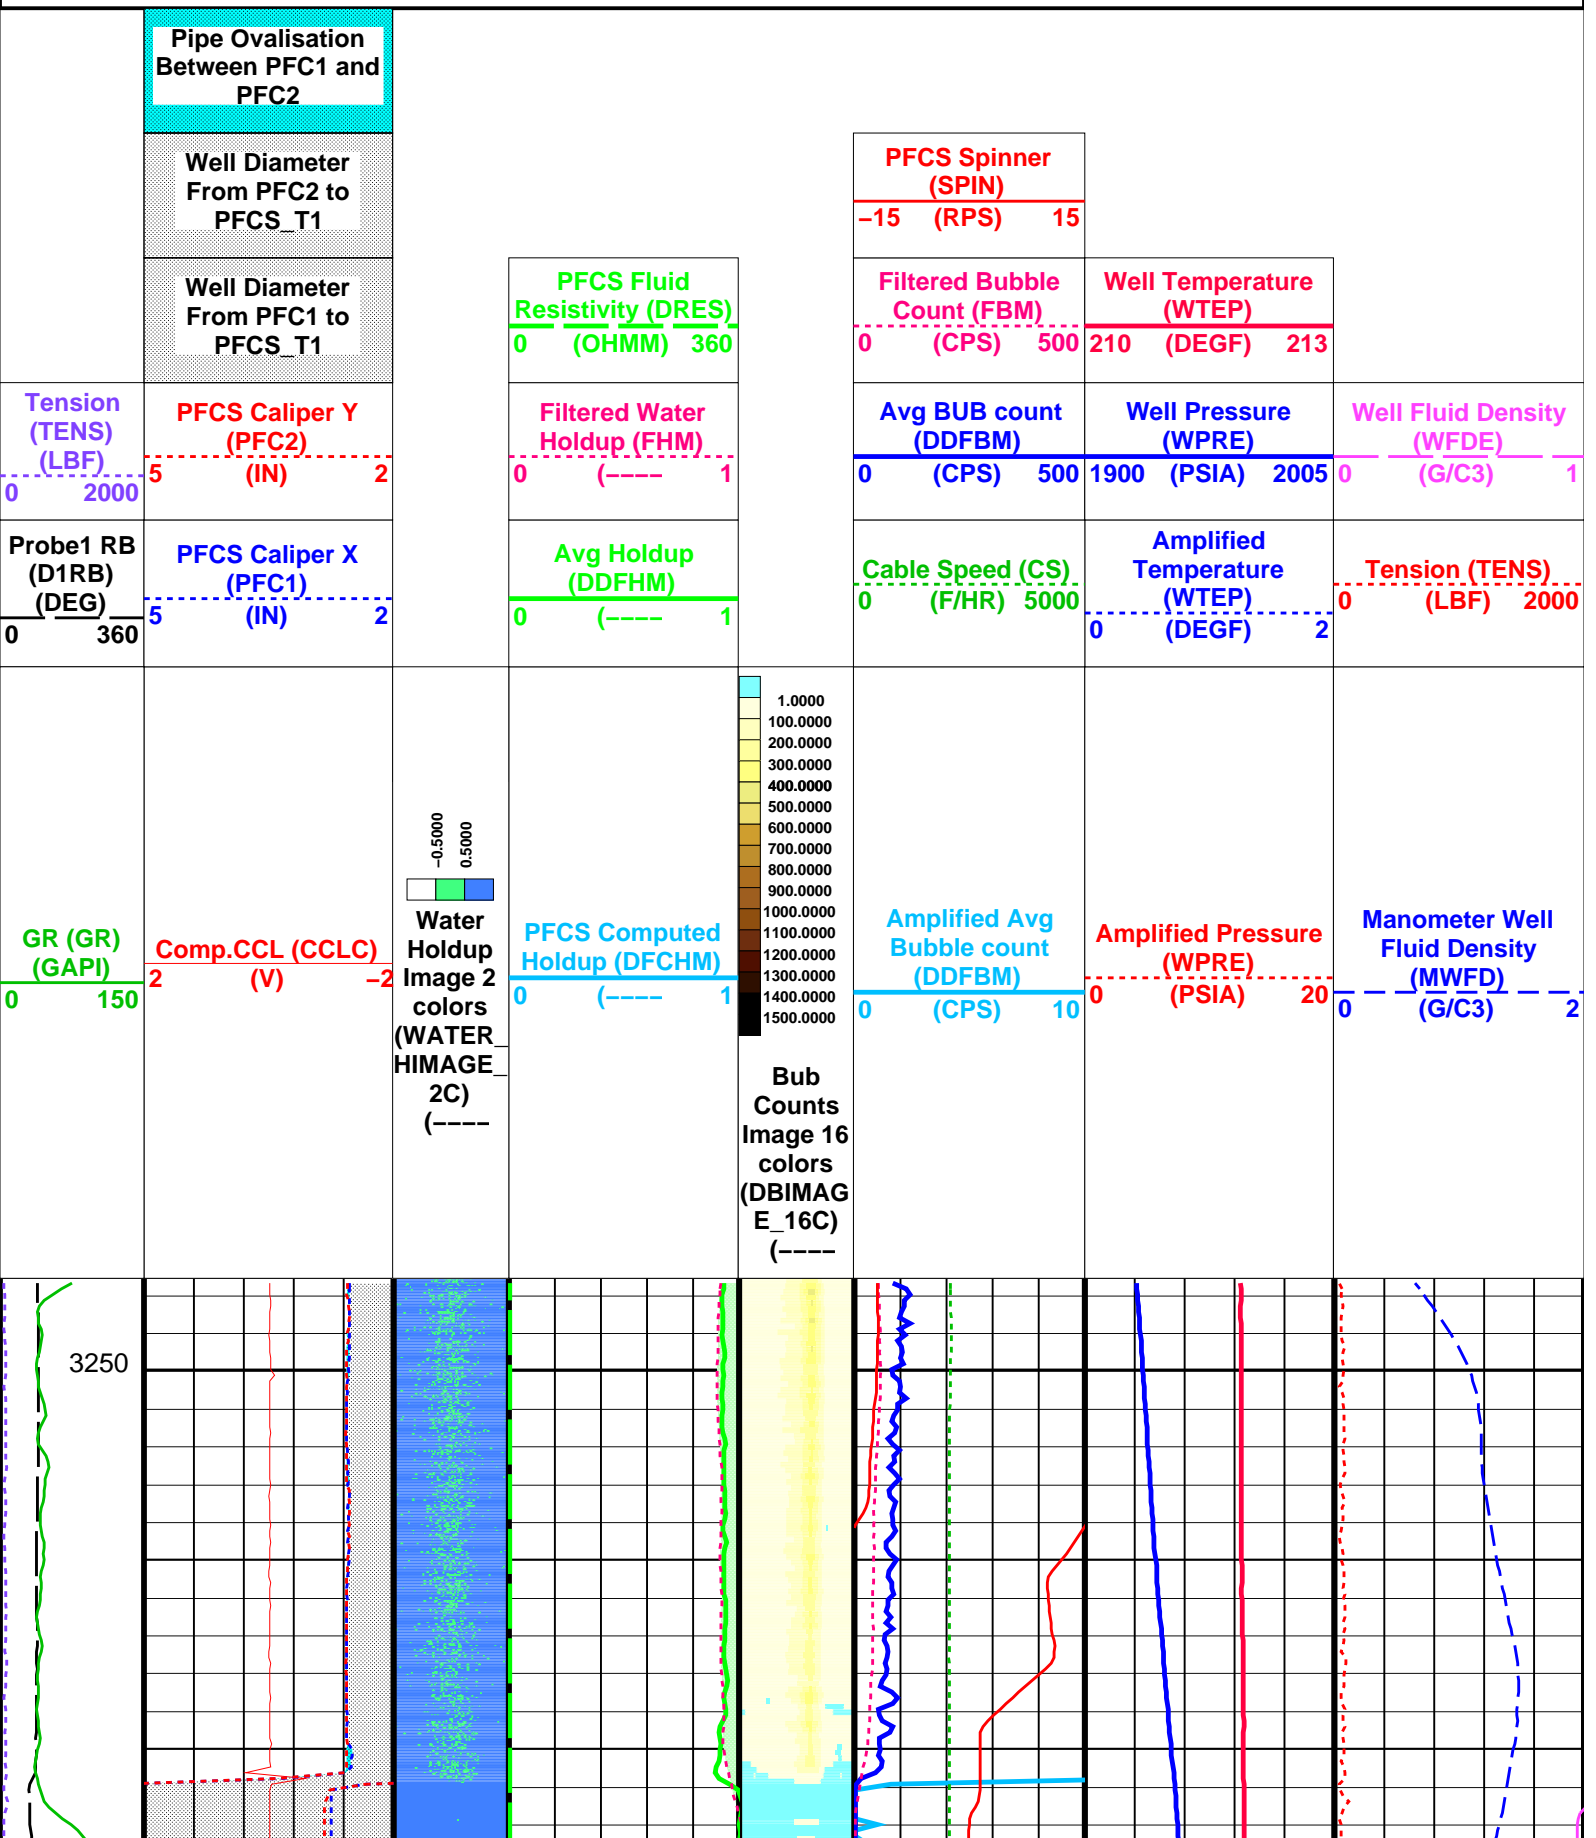 Pipe Ovalisation
Between PFC1 and
PFC2
Well Diameter
From PFC2 to
PFCS_T1
PFCS Spinner
(SPIN)
−15 (RPS) 15
Well Diameter
From PFC1 to
PFCS_T1
PFCS Fluid
Resistivity (DRES)
0 (OHMM) 360
Filtered Bubble
Count (FBM)
0 (CPS) 500
Well Temperature
(WTEP)
210 (DEGF) 213
Tension
(TENS)
(LBF)
0 2000
PFCS Caliper Y
(PFC2)
5 (IN) 2
Filtered Water
Holdup (FHM)
0 (−−−− 1
Avg BUB count
(DDFBM)
0 (CPS) 500
Well Pressure
(WPRE)
1900 (PSIA) 2005
Well Fluid Density
(WFDE)
0 (G/C3) 1
Probe1 RB
(D1RB)
(DEG)
0 360
PFCS Caliper X
(PFC1)
5 (IN) 2
Avg Holdup
(DDFHM)
0 (−−−− 1
Cable Speed (CS)
0 (F/HR) 5000
Amplified
Temperature
(WTEP)
0 (DEGF) 2
Tension (TENS)
0 (LBF) 2000
GR (GR)
(GAPI)
0 150
Comp.CCL (CCLC)
2 (V) −2
−0.5000
0.5000
Water
Holdup
Image 2
colors
(WATER_
HIMAGE_
2C)
(−−−−
PFCS Computed
Holdup (DFCHM)
0 (−−−− 1
1.0000
100.0000
200.0000
300.0000
400.0000
500.0000
600.0000
700.0000
800.0000
900.0000
1000.0000
1100.0000
1200.0000
1300.0000
1400.0000
1500.0000
Bub
Counts
Image 16
colors
(DBIMAG
E_16C)
(−−−−
Amplified Avg
Bubble count
(DDFBM)
0 (CPS) 10
Amplified Pressure
(WPRE)
0 (PSIA) 20
Manometer Well
Fluid Density
(MWFD)
0 (G/C3) 2
3250